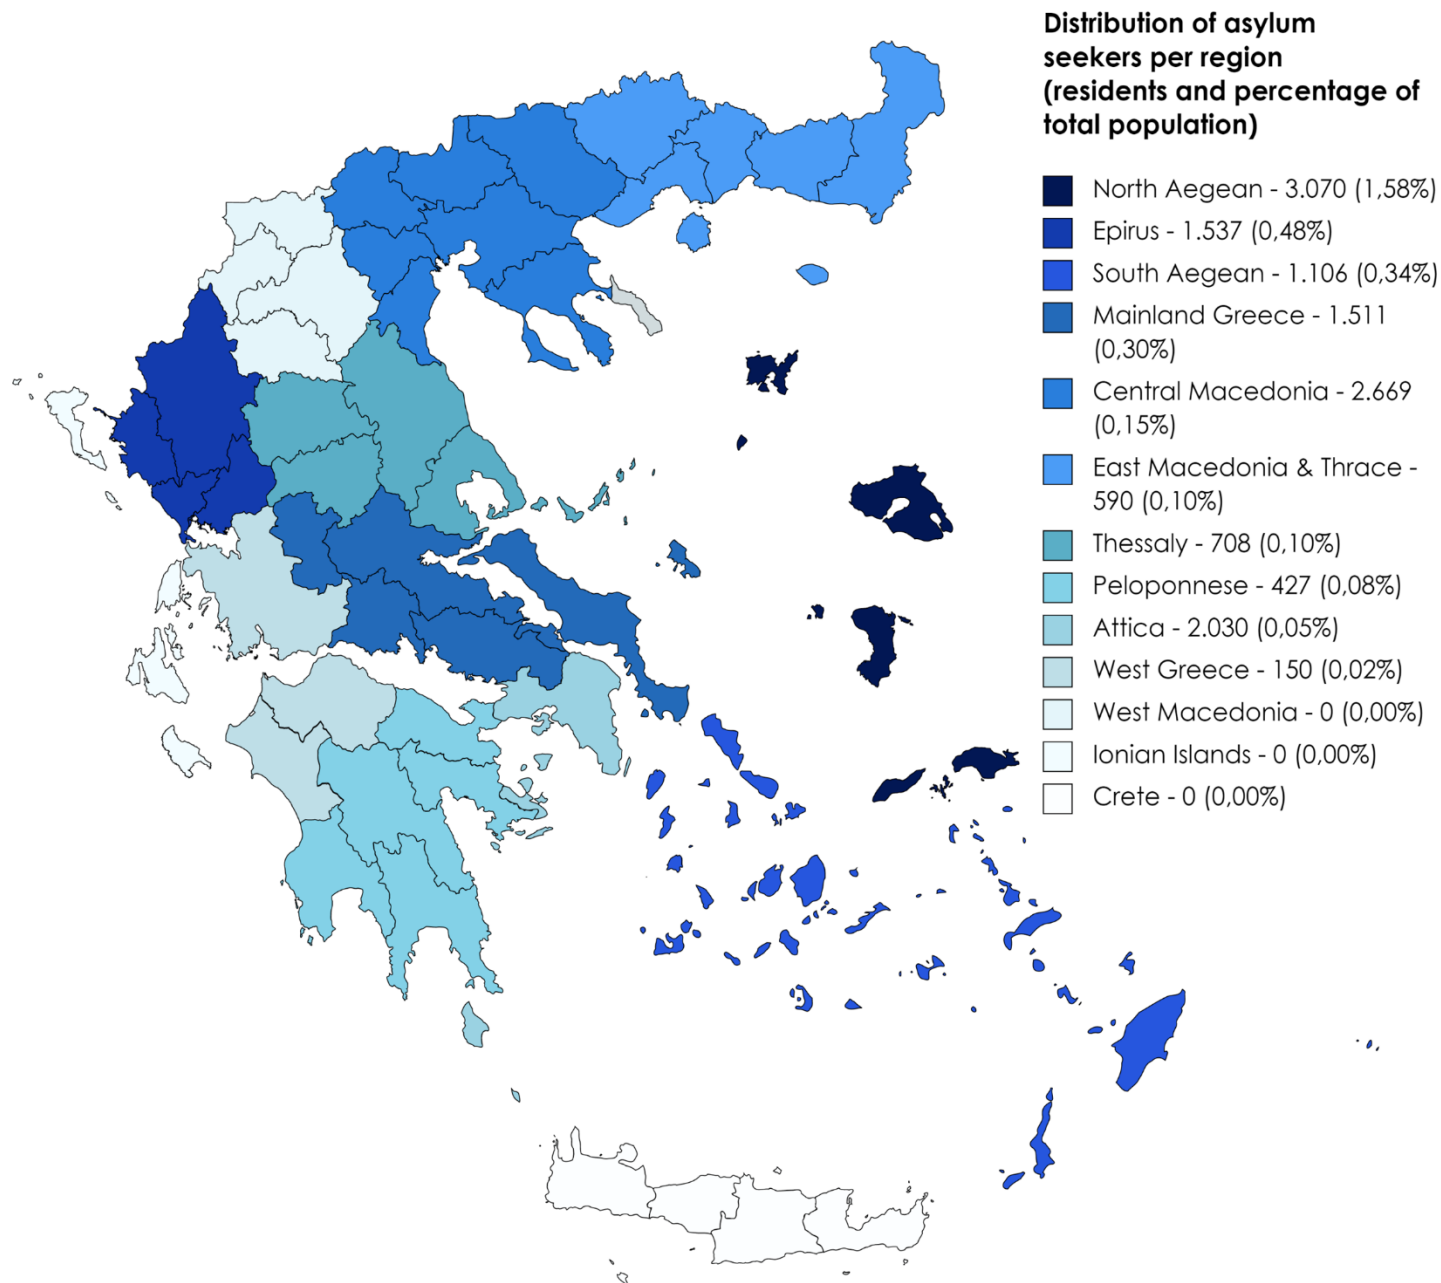 Distribution of asylum
seekers per region
(residents and percentage of
total population)
North Aegean - 3.070 (1,58%)
Epirus - 1.537 (0,48%)
South Aegean - 1.106 (0,34%)
Mainland Greece - 1.511
(0,30%)
Central Macedonia - 2.669
(0,15%)
East Macedonia & Thrace -
590 (0,10%)
Thessaly - 708 (0,10%)
Peloponnese - 427 (0,08%)
Attica - 2.030 (0,05%)
West Greece - 150 (0,02%)
West Macedonia - 0 (0,00%)
Ionian Islands - 0 (0,00%)
Crete - 0 (0,00%)